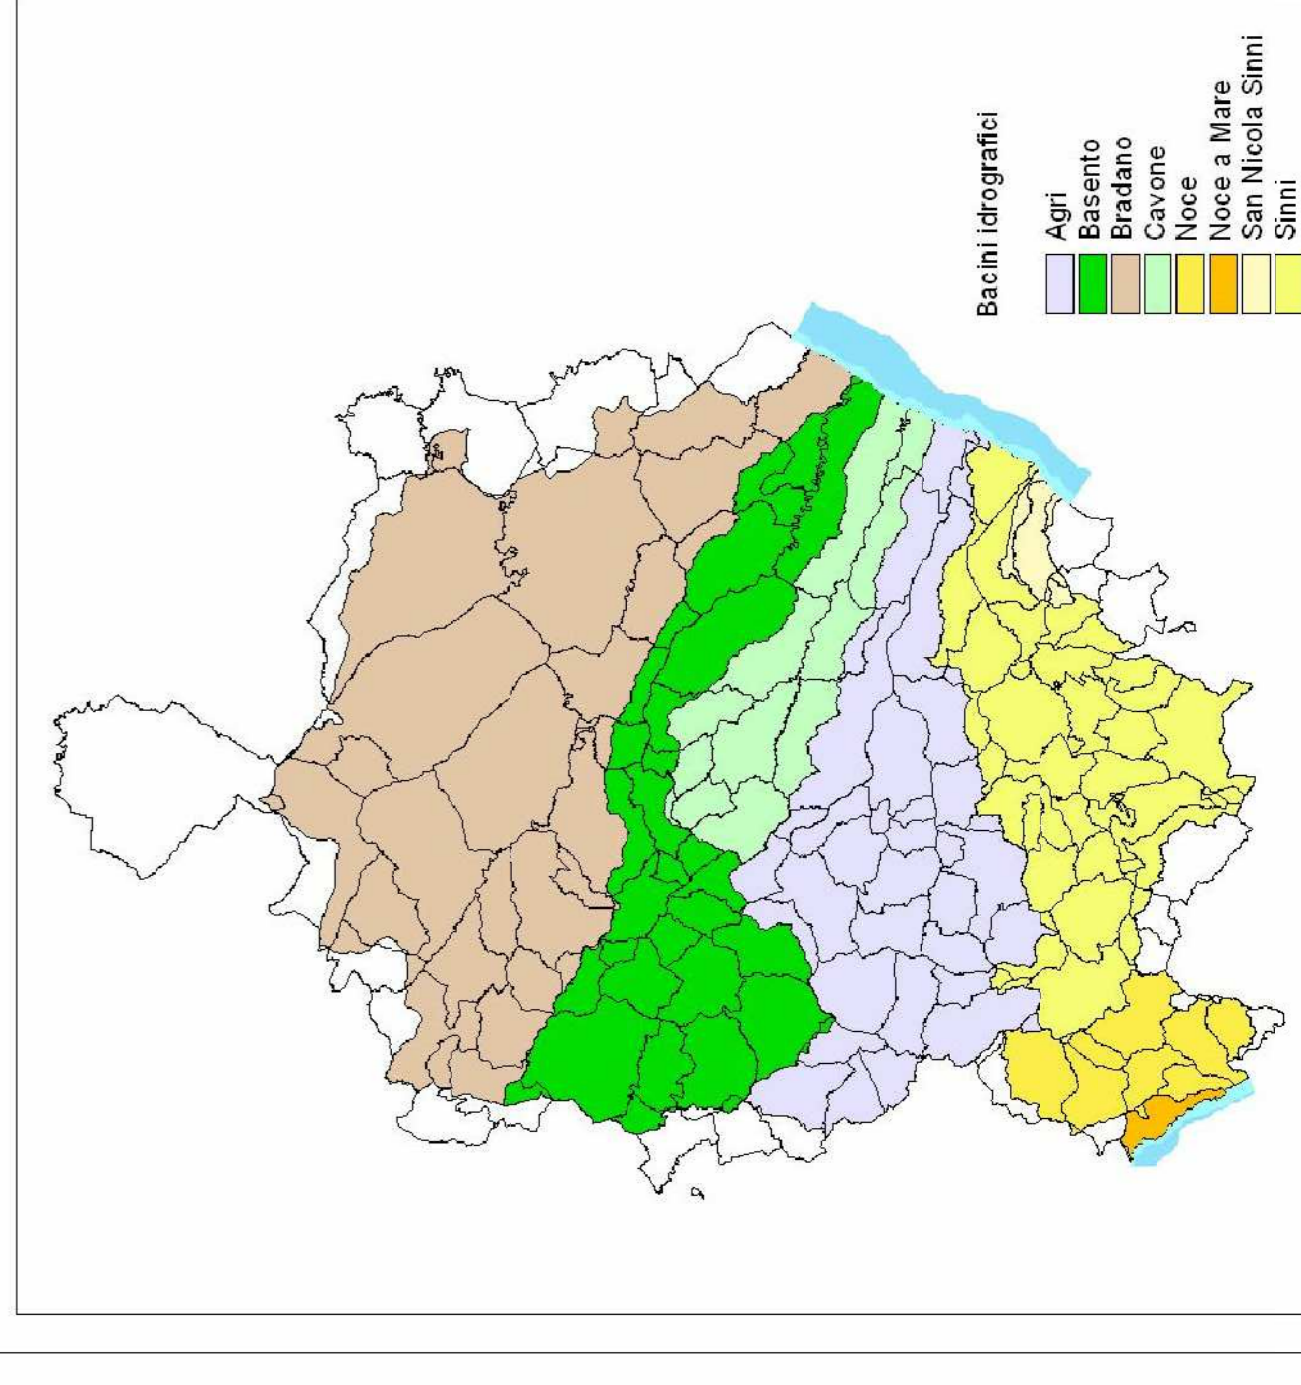 Bacini idrografici
Agri
Basento
Bradano
Cavone
Noce
Noce a Mare
San Nicola Sinni
Sinni